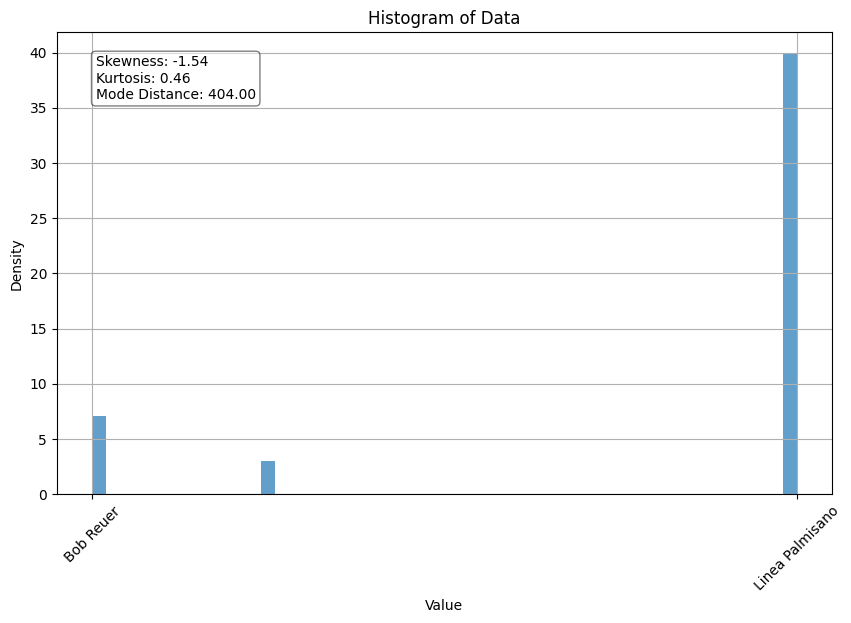 Histogram of Data
Skewness: -1.54
Kurtosis: 0.46
Mode Distance: 404.00
40
35
30
25
20
15
10
5
0
Density
Bob Reuer
Linea Palmisano
Value